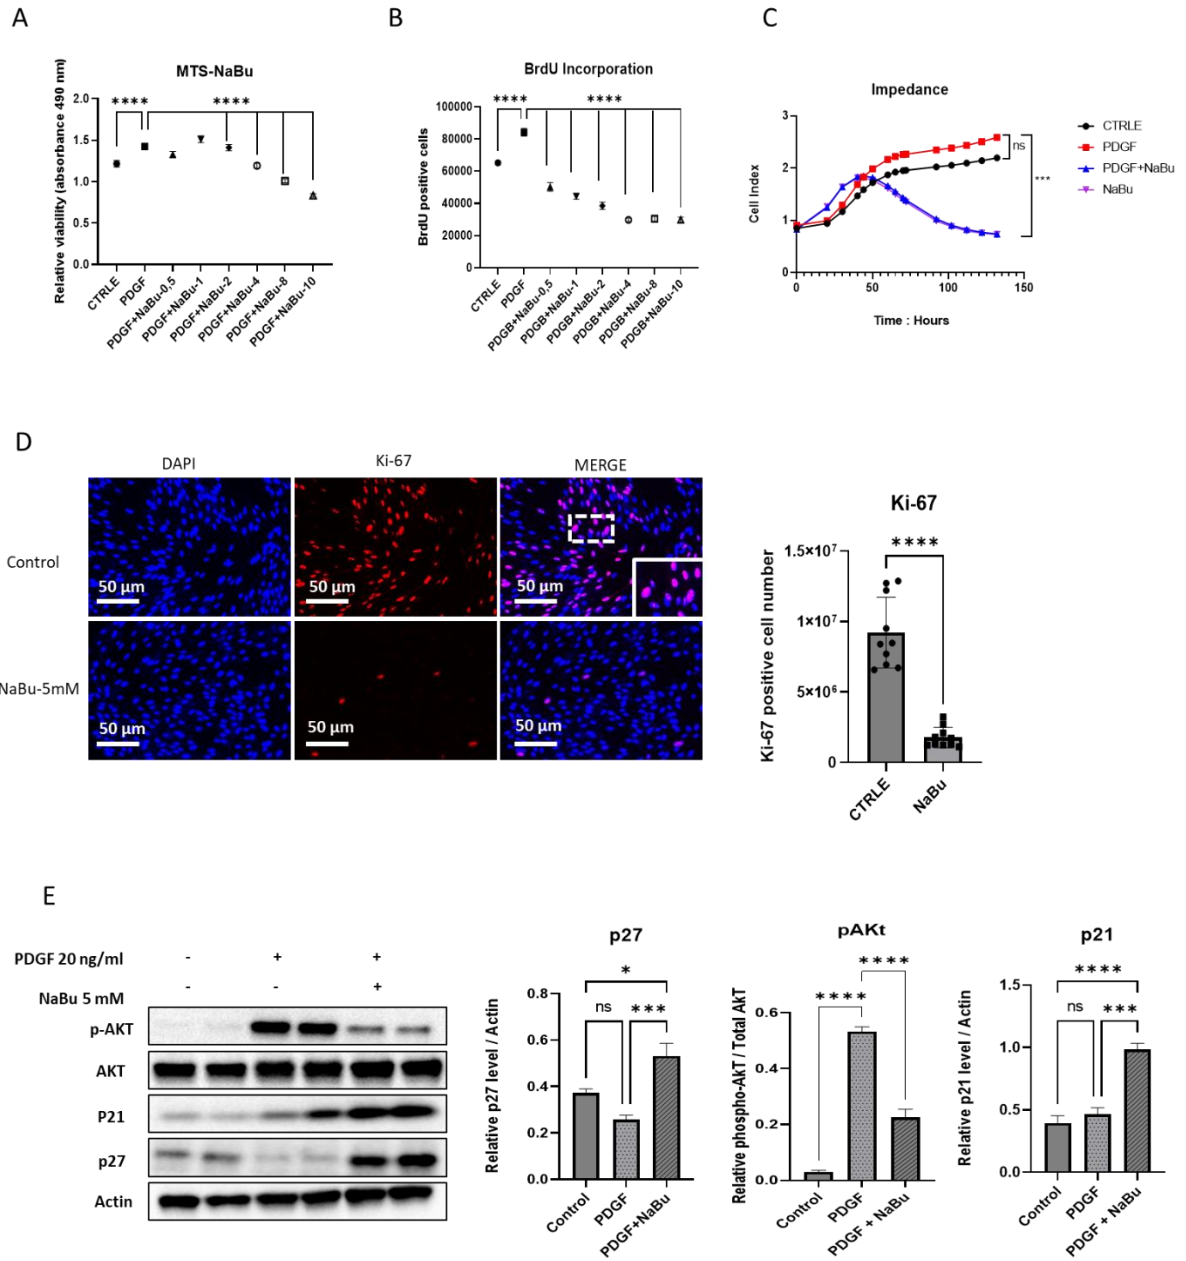 A
MTS-NaBu
Relative viability (absorbance 490 nm)
2.0
1.5
1.0
0.5
0.0
****
****
CTRLE
PDGF
PDGF+NaBu-0,5
PDGF+NaBu-1
PDGF+NaBu-2
PDGF+NaBu-4
PDGF+NaBu-8
PDGF+NaBu-10
B
BrdU Incorporation
BrdU positive cells
100000
80000
60000
40000
20000
0
****
****
CTRLE
PDGF
PDGB+NaBu-0,5
PDGB+NaBu-1
PDGB+NaBu-2
PDGB+NaBu-4
PDGB+NaBu-8
PDGB+NaBu-10
C
Impedance
Cell Index
3
2
1
0
0
50
100
150
Time : Hours
ns
***
CTRLE
PDGF
PDGF+NaBu
NaBu
D
DAPI
Ki-67
MERGE
Control
50 µm
50 µm
50 µm
NaBu-5mM
50 µm
50 µm
50 µm
Ki-67
Ki-67 positive cell number
1.5×10⁷
1×10⁷
5×10⁶
0
****
CTRLE
NaBu
E
PDGF 20 ng/ml - + +
NaBu 5 mM - - +
p-AKT
AKT
P21
p27
Actin
p27
Relative p27 level / Actin
0.8
0.6
0.4
0.2
0.0
*
ns
***
Control
PDGF
PDGF+NaBu
pAKt
Relative phospho-AkT / Total AkT
0.6
0.4
0.2
0.0
****
****
Control
PDGF
PDGF + NaBu
p21
Relative p21 level / Actin
1.5
1.0
0.5
0.0
****
ns
***
Control
PDGF
PDGF + NaBu